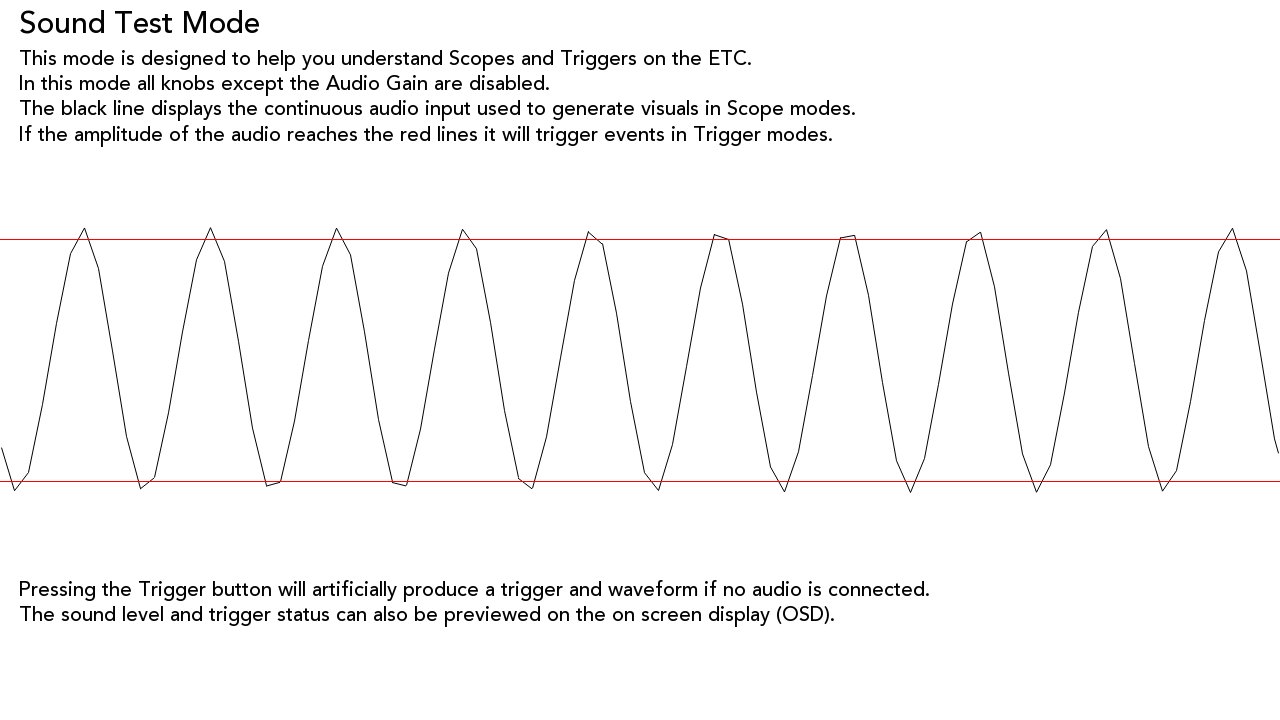 Sound Test Mode
This mode is designed to help you understand Scopes and Triggers on the ETC.
In this mode all knobs except the Audio Gain are disabled.
The black line displays the continuous audio input used to generate visuals in Scope modes.
If the amplitude of the audio reaches the red lines it will trigger events in Trigger modes.
Pressing the Trigger button will artificially produce a trigger and waveform if no audio is connected.
The sound level and trigger status can also be previewed on the on screen display (OSD).